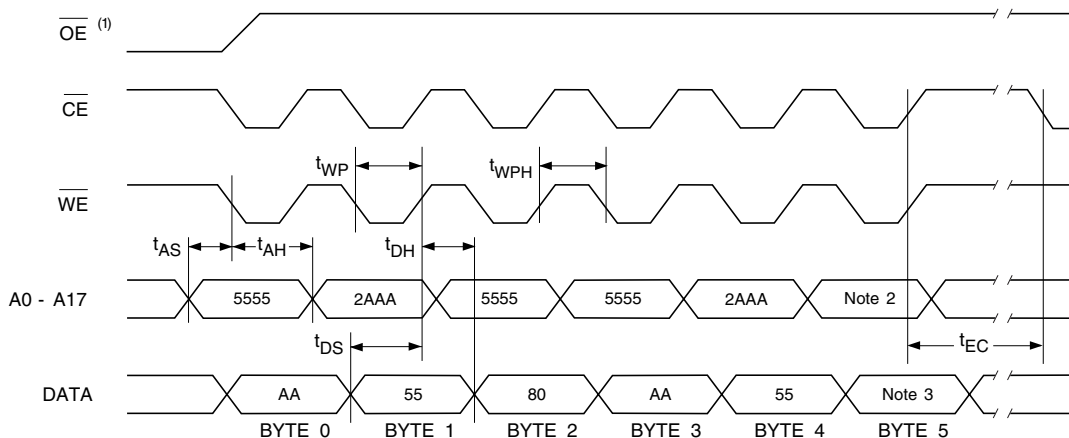 OE (1)
CE
tWP
tWPH
WE
tAS
tAH
tDH
A0 - A17
5555
2AAA
5555
5555
2AAA
Note 2
tDS
tEC
DATA
AA
55
80
AA
55
Note 3
BYTE 0
BYTE 1
BYTE 2
BYTE 3
BYTE 4
BYTE 5